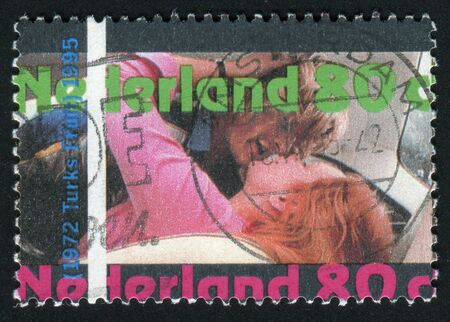 Nederland 80 c
(1972 Turks Fruit 1995
Nederland 80 c